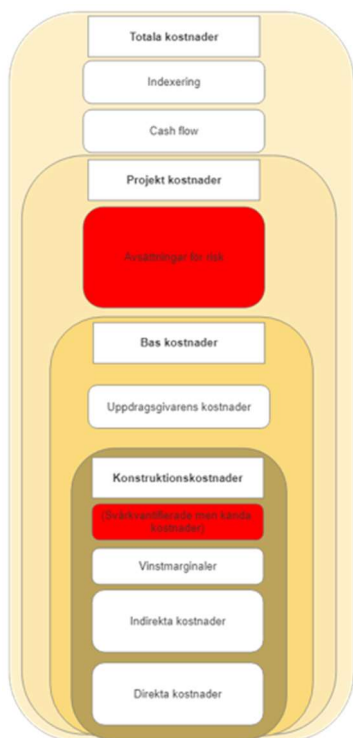 Totala kostnader
Indexering
Cash flow
Projekt kostnader
Avsättningar för risk
Bas kostnader
Uppdragsgivarens kostnader
Konstruktionskostnader
(Svårkventifierade men kända
kostnader)
Vinstmarginaler
Indirekta kostnader
Direkta kostnader